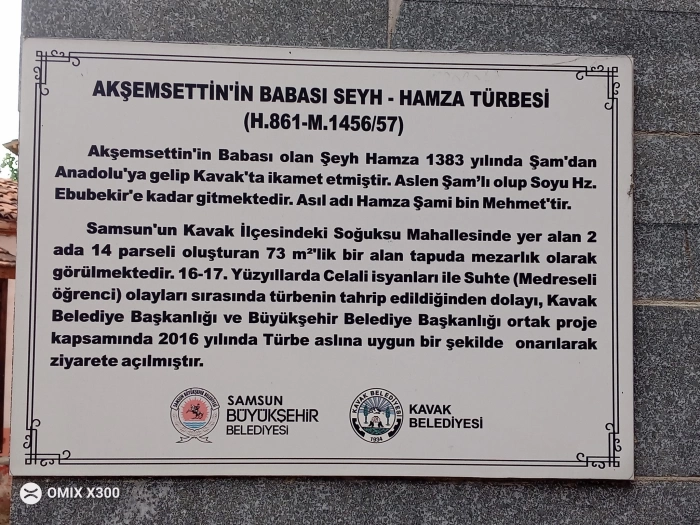 AKŞEMSETTİN'İN BABASI SEYH - HAMZA TÜRBESİ
(H.861-M.1456/57)
Akşemsettin'in Babası olan Şeyh Hamza 1383 yılında Şam'dan
Anadolu'ya gelip Kavak'ta ikamet etmiştir. Aslen Şam'lı olup Soyu Hz.
Ebubekir'e kadar gitmektedir. Asıl adı Hamza Şami bin Mehmet'tir.
Samsun'un Kavak İlçesindeki Soğuksu Mahallesinde yer alan 2
ada 14 parseli oluşturan 73 m²'lik bir alan tapuda mezarlık olarak
görülmektedir. 16-17. Yüzyıllarda Celali isyanları ile Suhte (Medreseli
öğrenci) olayları sırasında türbenin tahrip edildiğinden dolayı, Kavak
Belediye Başkanlığı ve Büyükşehir Belediye Başkanlığı ortak proje
kapsamında 2016 yılında Türbe aslına uygun bir şekilde onarılarak
ziyarete açılmıştır.
SAMSUN
BÜYÜKŞEHİR
BELEDİYESİ
KAVAK BELEDİYESİ
1934
KAVAK
BELEDİYESİ
OMIX X300